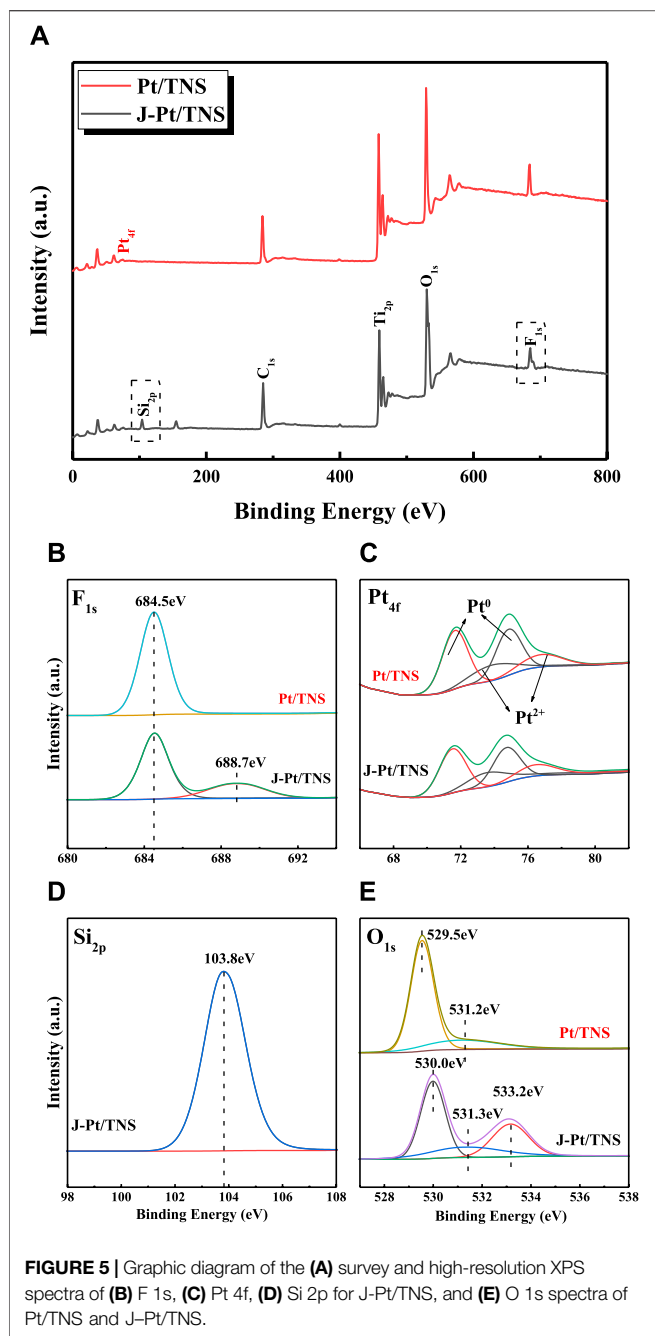 A
Pt/TNS
J-Pt/TNS
Pt4f
Si2p
C1s
Ti2p
O1s
F1s
Intensity (a.u.)
0 200 400 600 800
Binding Energy (eV)
B
F1s
684.5eV
Pt/TNS
688.7eV
J-Pt/TNS
Intensity (a.u.)
680 684 688 692
C
Pt4f
Pt0
Pt/TNS
Pt2+
J-Pt/TNS
68 72 76 80
D
Si2p
103.8eV
J-Pt/TNS
Intensity (a.u.)
98 100 102 104 106 108
Binding Energy (eV)
E
O1s
529.5eV
531.2eV
Pt/TNS
530.0eV
533.2eV
531.3eV
J-Pt/TNS
528 530 532 534 536 538
Binding Energy (eV)
FIGURE 5 | Graphic diagram of the (A) survey and high-resolution XPS
spectra of (B) F 1s, (C) Pt 4f, (D) Si 2p for J-Pt/TNS, and (E) O 1s spectra of
Pt/TNS and J–Pt/TNS.